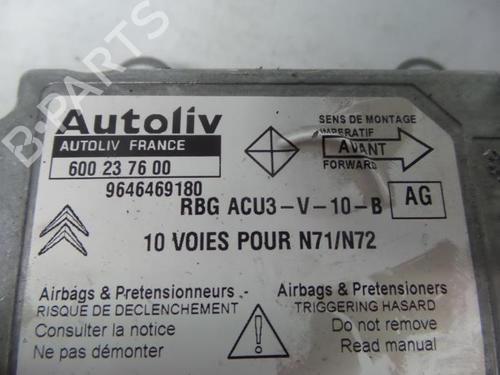 Autoliv
AUTOLIV FRANCE
600 23 76 00
9646469180
SENS DE MONTAGE
IMPERATIF
AVANT
FORWARD
RBG ACU3-V-10-B
AG
10 VOIES POUR N71/N72
Airbags & Pretensionneurs
RISQUE DE DECLENCHEMENT
Consulter la notice
Ne pas démonter
Airbags & Pretensioners
TRIGGERING HASARD
Do not remove
Read manual
B-PARTS